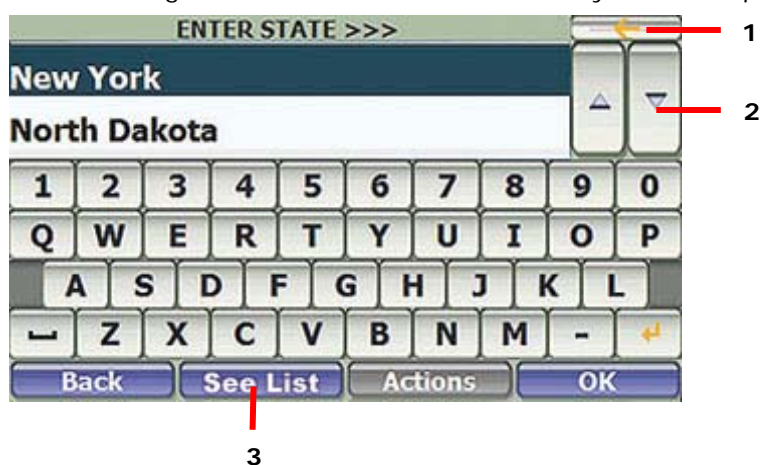 ENTER STATE >>>
1
New York
2
North Dakota
1 2 3 4 5 6 7 8 9 0
Q W E R T Y U I O P
A S D F G H J K L
Z X C V B N M -
Back See List Actions OK
3